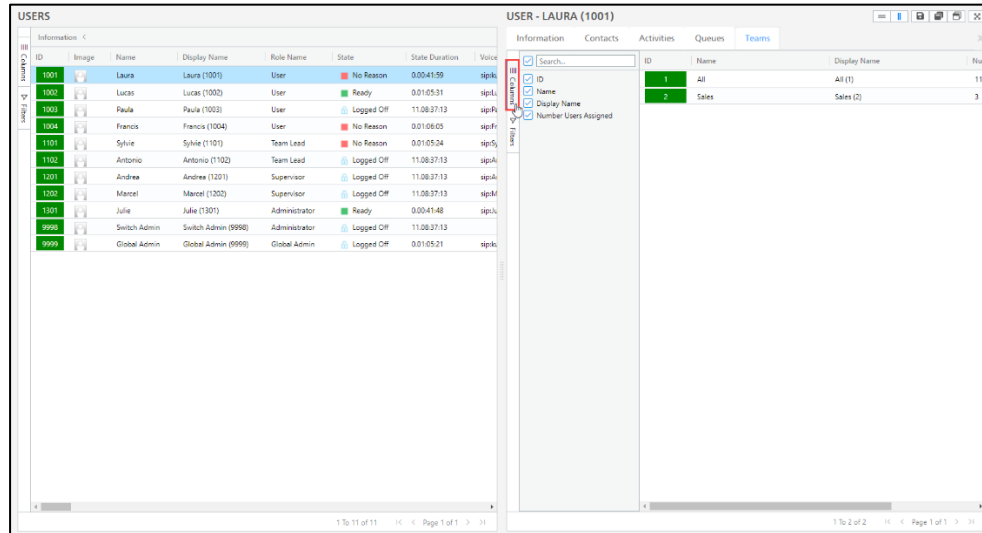 USERS
Information <
ID Image Name Display Name Role Name State State Duration Voice
1001 Laura Laura (1001) User No Reason 0.00:41:59
1002 Lucas Lucas (1002) User Ready 0.01:05:31
1003 Paula Paula (1003) User Logged Off 11.08:37:13
1004 Francis Francis (1004) User No Reason 0.01:06:05
1101 Sylvie Sylvie (1101) Team Lead No Reason 0.01:05:24
1102 Antonio Antonio (1102) Team Lead Logged Off 11.08:37:13
1201 Andrea Andrea (1201) Supervisor Logged Off 11.08:37:13
1202 Marcel Marcel (1202) Supervisor Logged Off 11.08:37:13
1301 Julie Julie (1301) Administrator Ready 0.00:41:48
9998 Switch Admin Switch Admin (9998) Administrator Logged Off 11.08:37:13
9999 Global Admin Global Admin (9999) Global Admin Logged Off 0.01:05:21
Columns
Filters
1 To 11 of 11 Page 1 of 1
USER - LAURA (1001)
Information Contacts Activities Queues Teams
Columns
Filters
Search...
ID
Name
Display Name
Number Users Assigned
ID Name Display Name Nu
1 All All (1) 11
2 Sales Sales (2) 3
1 To 2 of 2 Page 1 of 1